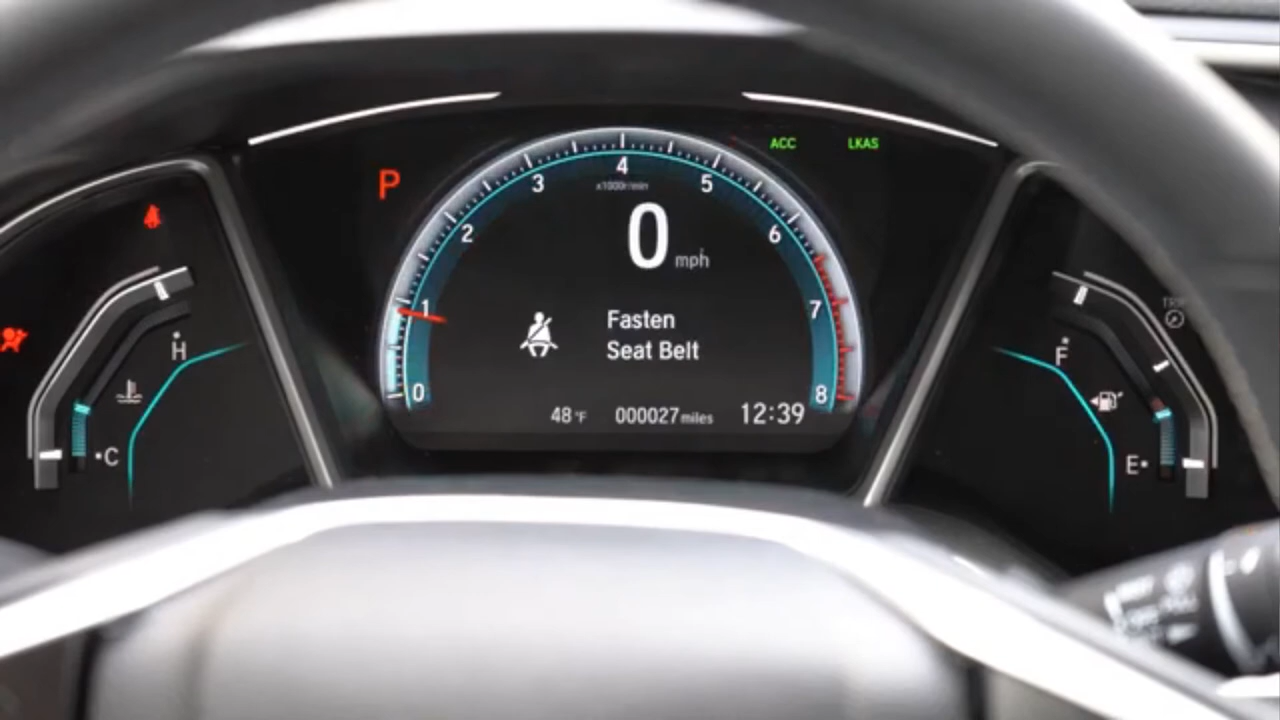 ACC LKAS
P
4
x1000r/min
3 5
2 6
0 mph
1 7
Fasten
Seat Belt
0 8
48°F 000027 miles 12:39
H
C
TRIP
F
E